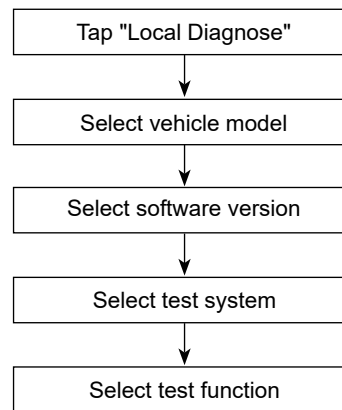 Tap "Local Diagnose"
Select vehicle model
Select software version
Select test system
Select test function